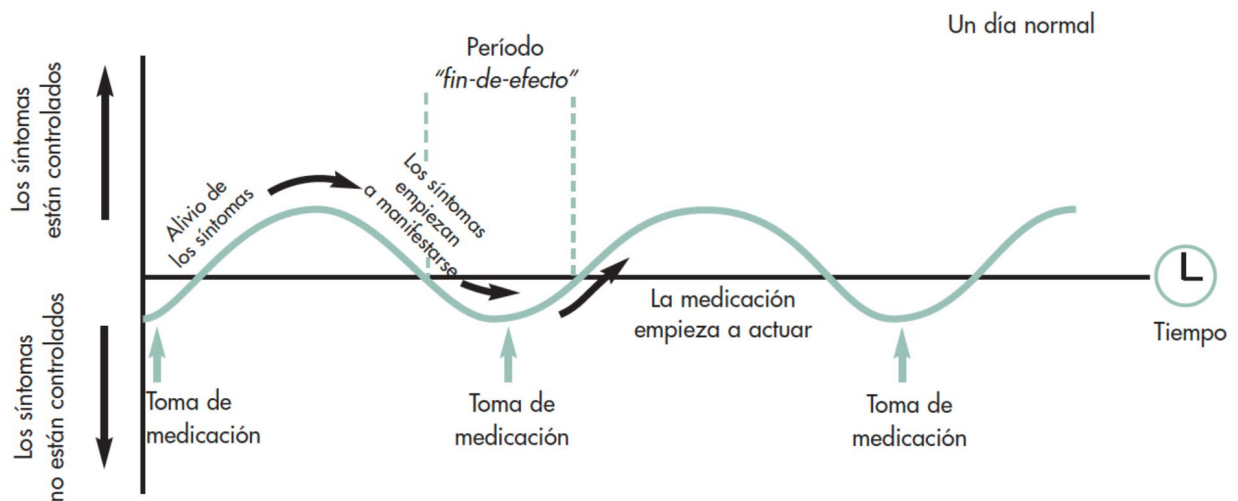 Un día normal
Período
"fin-de-efecto"
Los síntomas
están controlados
Alivio de
los síntomas
Los síntomas
empiezan
a manifestarse
La medicación
empieza a actuar
Tiempo
Los síntomas
no están controlados
Toma de
medicación
Toma de
medicación
Toma de
medicación